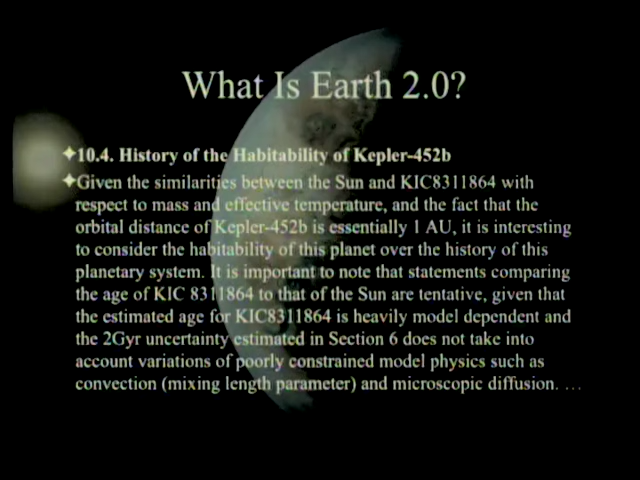 What Is Earth 2.0?
✦10.4. History of the Habitability of Kepler-452b
✦Given the similarities between the Sun and KIC8311864 with
respect to mass and effective temperature, and the fact that the
orbital distance of Kepler-452b is essentially 1 AU, it is interesting
to consider the habitability of this planet over the history of this
planetary system. It is important to note that statements comparing
the age of KIC 8311864 to that of the Sun are tentative, given that
the estimated age for KIC8311864 is heavily model dependent and
the 2Gyr uncertainty estimated in Section 6 does not take into
account variations of poorly constrained model physics such as
convection (mixing length parameter) and microscopic diffusion. …